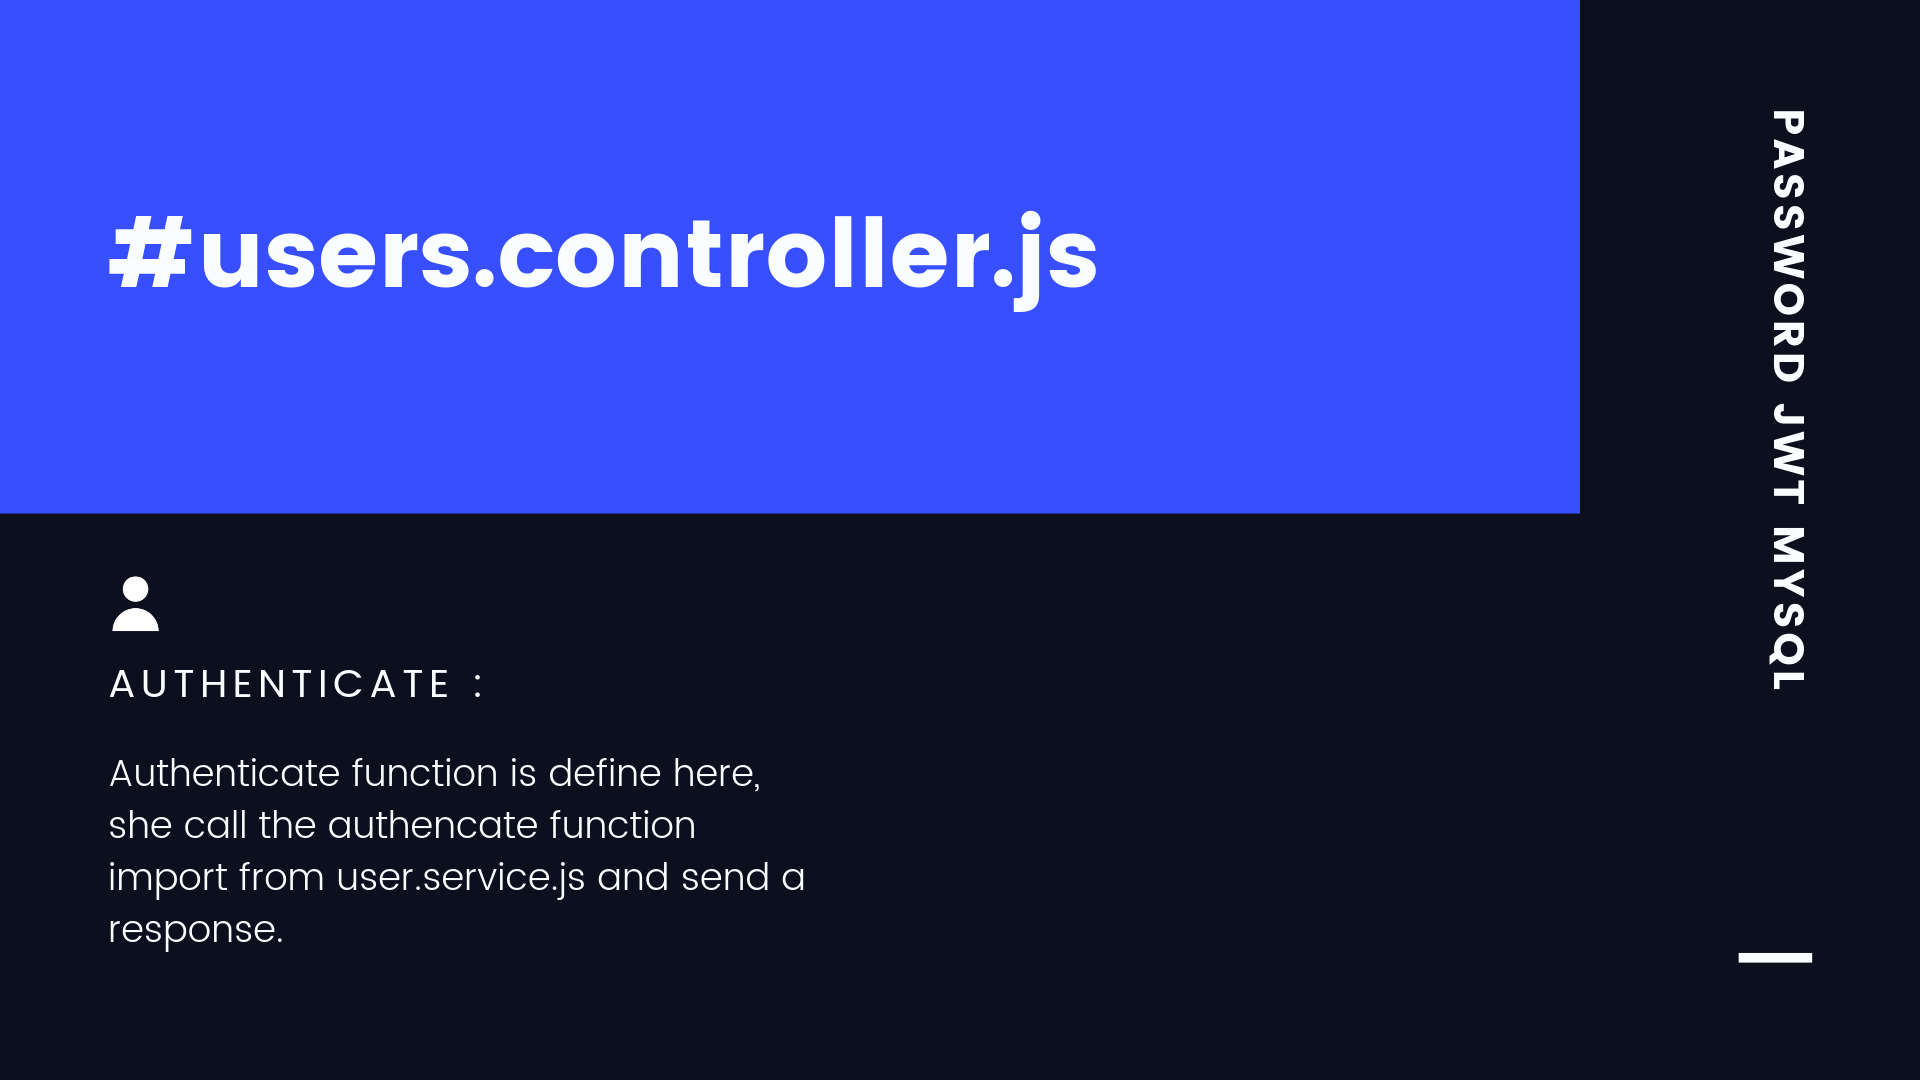 #users.controller.js
PASSWORD JWT MYSQL
AUTHENTICATE :
Authenticate function is define here,
she call the authencate function
import from user.service.js and send a
response.